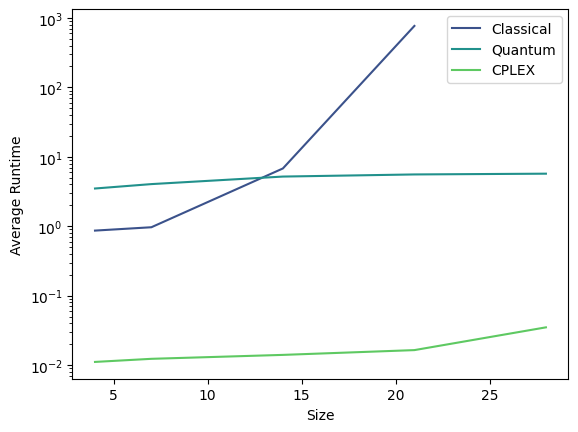 Classical
Quantum
CPLEX
10³
10²
10¹
10⁰
10⁻¹
10⁻²
Average Runtime
5 10 15 20 25
Size